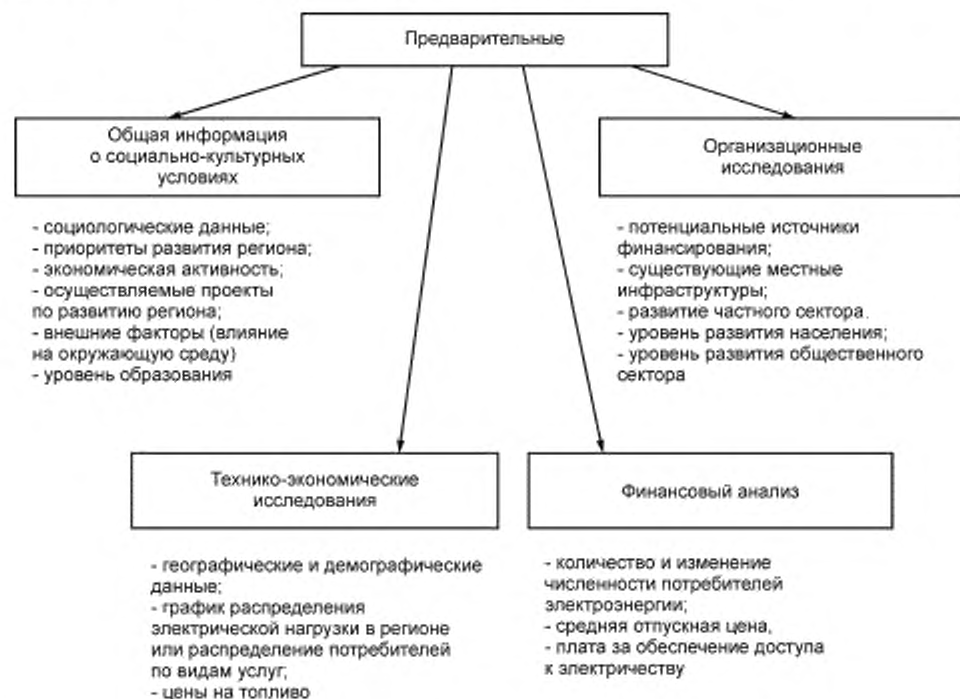 Предварительные
Общая информация
о социально-культурных
условиях
- социологические данные;
- приоритеты развития региона;
- экономическая активность;
- осуществляемые проекты
по развитию региона;
- внешние факторы (влияние
на окружающую среду)
- уровень образования
Организационные
исследования
- потенциальные источники
финансирования;
- существующие местные
инфраструктуры;
- развитие частного сектора.
- уровень развития населения;
- уровень развития общественного
сектора
Технико-экономические
исследования
- географические и демографические
данные;
- график распределения
электрической нагрузки в регионе
или распределение потребителей
по видам услуг;
- цены на топливо
Финансовый анализ
- количество и изменение
численности потребителей
электроэнергии;
- средняя отпускная цена,
- плата за обеспечение доступа
к электричеству